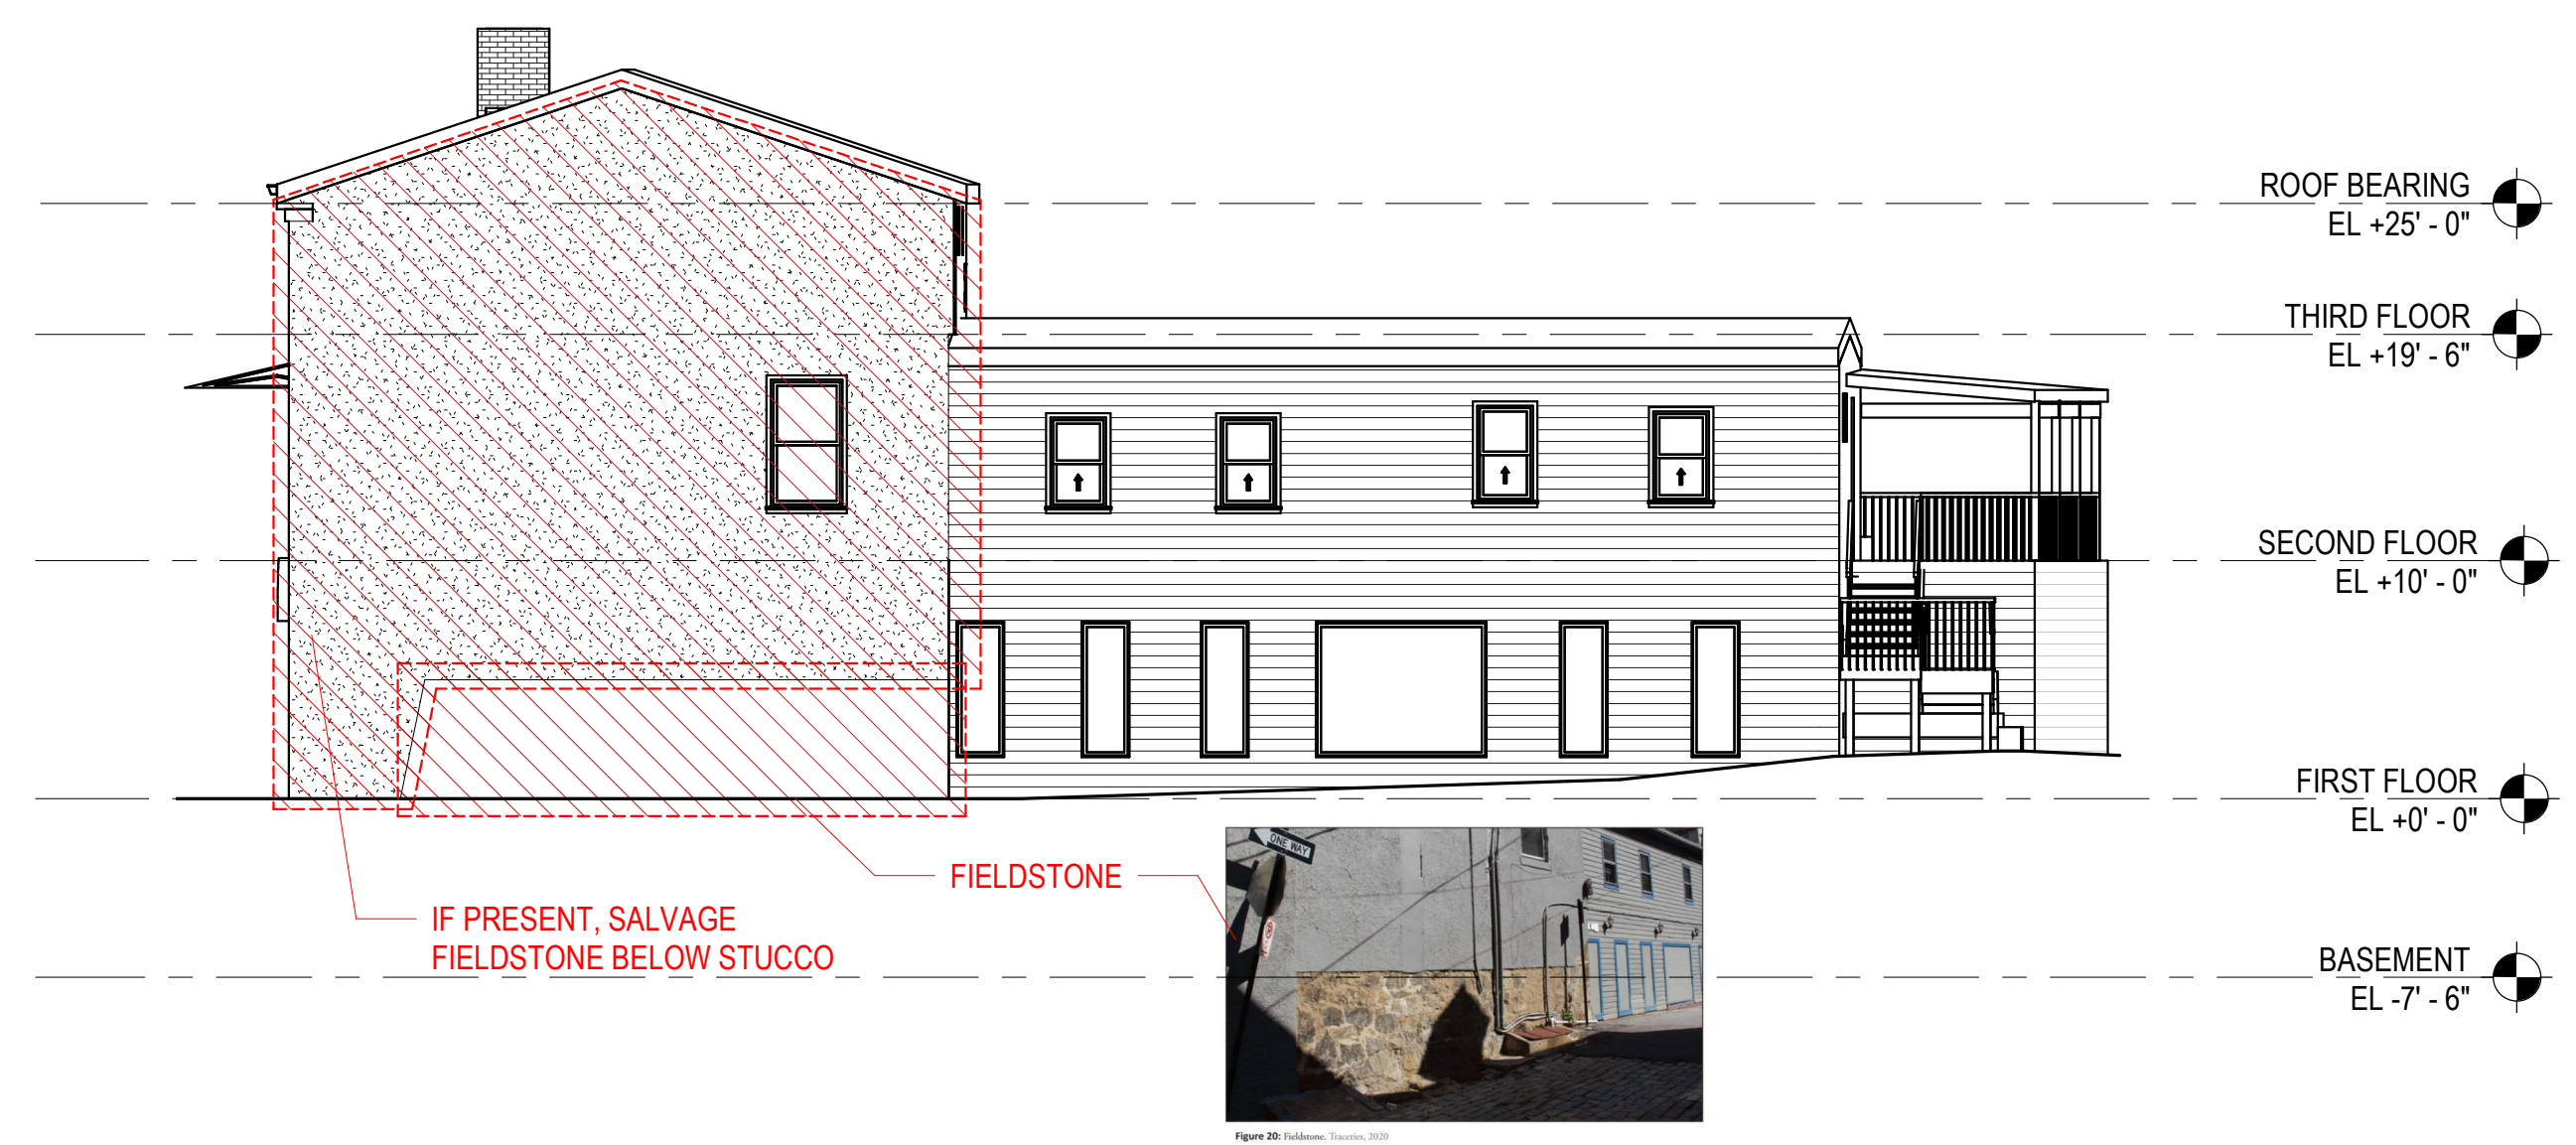 ROOF BEARING
EL +25' - 0"
THIRD FLOOR
EL +19' - 6"
SECOND FLOOR
EL +10' - 0"
FIRST FLOOR
EL +0' - 0"
ONE WAY
FIELDSTONE
IF PRESENT, SALVAGE
FIELDSTONE BELOW STUCCO
BASEMENT
EL -7' - 6"
Figure 20: Fieldstone. Traceries, 2020